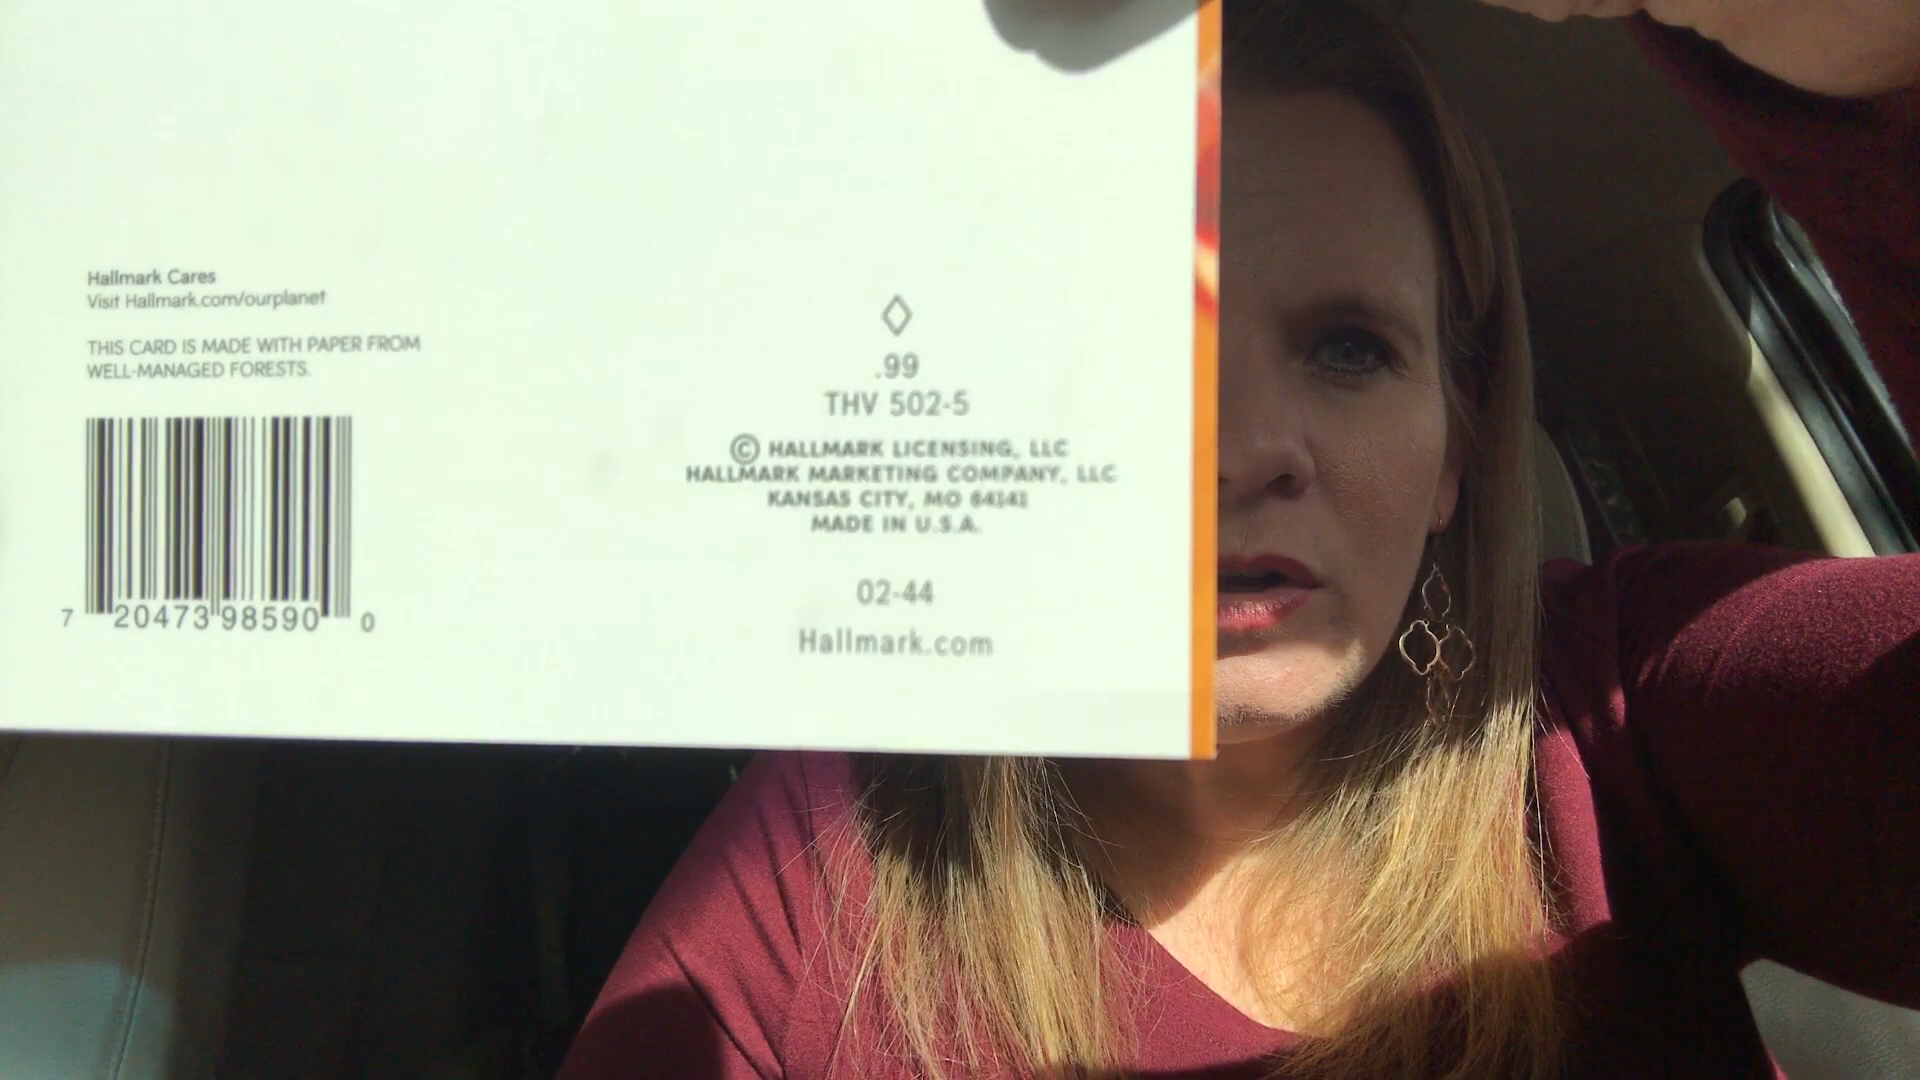 Hallmark Cares
Visit Hallmark.com/ourplanet
THIS CARD IS MADE WITH PAPER FROM
WELL-MANAGED FORESTS.
7 20473 98590 0
.99
THV 502-5
© HALLMARK LICENSING, LLC
HALLMARK MARKETING COMPANY, LLC
KANSAS CITY, MO 64141
MADE IN U.S.A.
02-44
Hallmark.com